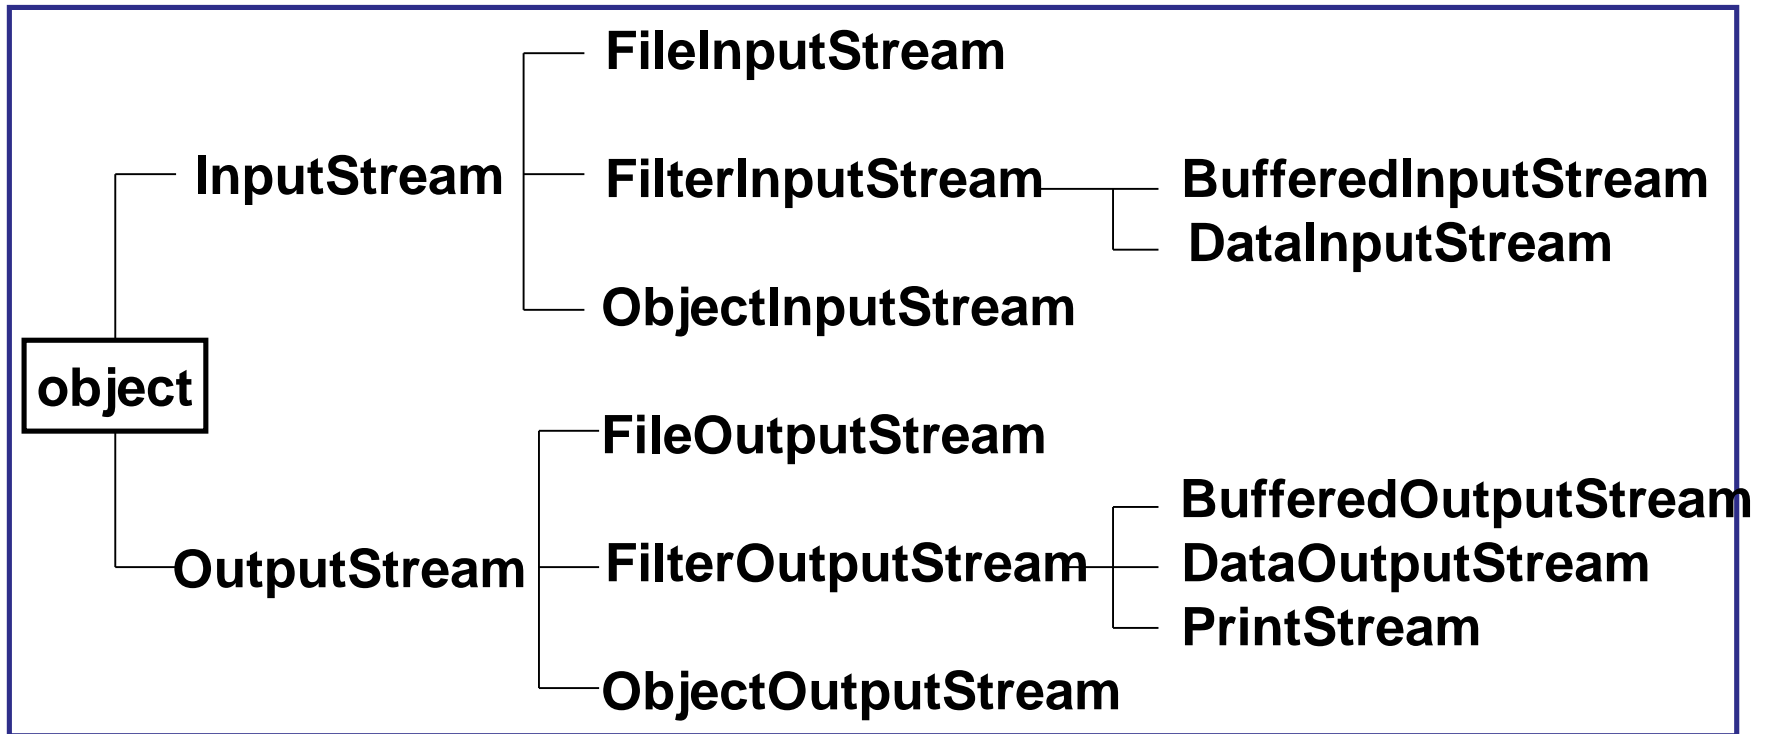 FileInputStream
InputStream
FilterInputStream
BufferedInputStream
DataInputStream
ObjectInputStream
object
FileOutputStream
BufferedOutputStream
OutputStream
FilterOutputStream
DataOutputStream
PrintStream
ObjectOutputStream